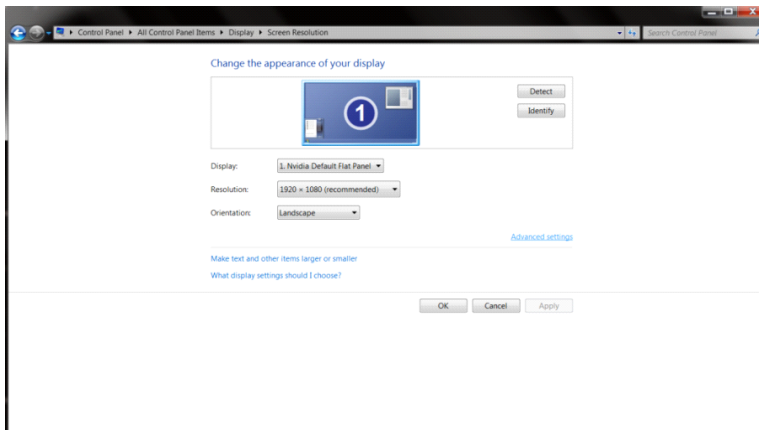 Control Panel ▸ All Control Panel Items ▸ Display ▸ Screen Resolution
Search Control Panel
Change the appearance of your display
1
Detect
Identify
Display: 1. Nvidia Default Flat Panel
Resolution: 1920 × 1080 (recommended)
Orientation: Landscape
Advanced settings
Make text and other items larger or smaller
What display settings should I choose?
OK Cancel Apply